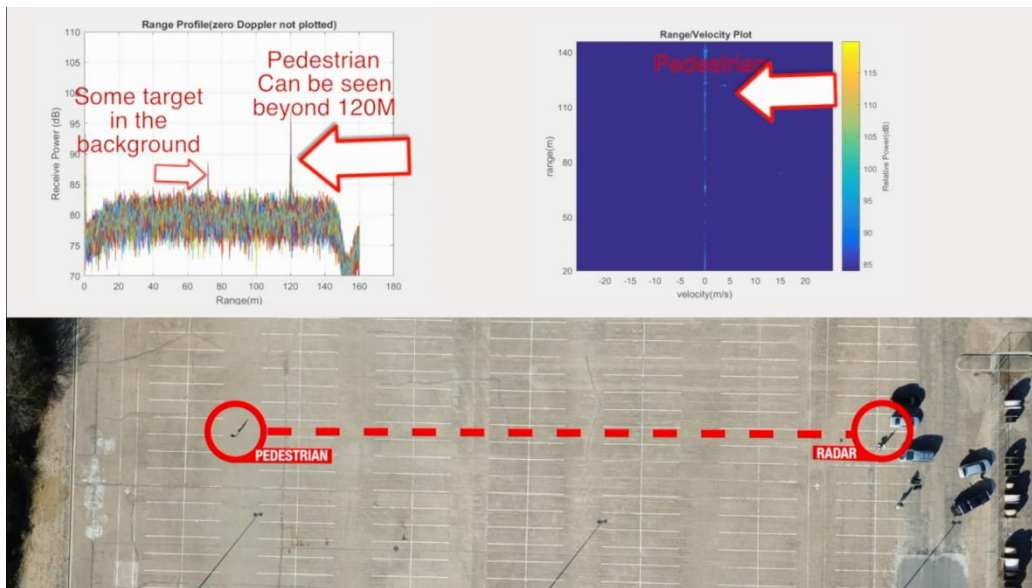 Range Profile(zero Doppler not plotted)
110
105
100
95
90
85
80
75
70
Receive Power (dB)
0
20
40
60
80
100
120
140
160
180
Range(m)
Some target
in the
background
Pedestrian
Can be seen
beyond 120M
Range/Velocity Plot
Pedestrian
140
110
80
50
20
range(m)
-20
-15
-10
-5
0
5
10
15
20
velocity(m/s)
115
110
105
100
95
90
85
Relative Power(dB)
PEDESTRIAN
RADAR